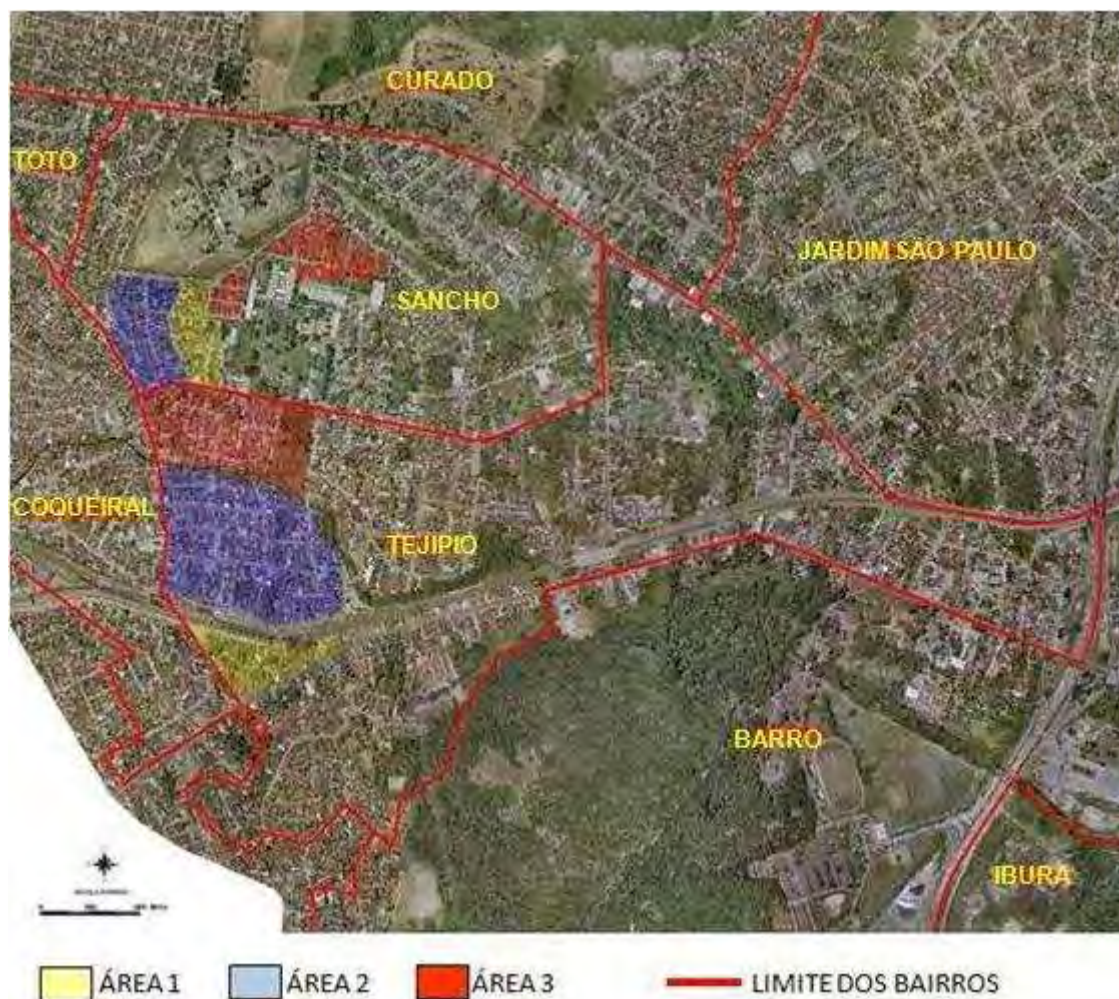 CURADO
TOTO
JARDIM SÃO PAULO
SANCHO
COQUEIRAL
TEJIPIO
BARRO
IBURA
ÁREA 1
ÁREA 2
ÁREA 3
LIMITE DOS BAIRROS